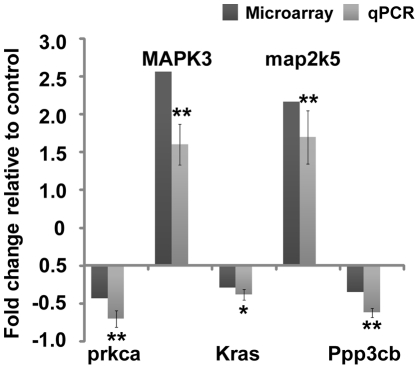 Microarray qPCR
Fold change relative to control
3.0
2.5
2.0
1.5
1.0
0
0.5
-0.5
-1.0
MAPK3
map2k5
**
**
**
*
**
prkca
Kras
Ppp3cb